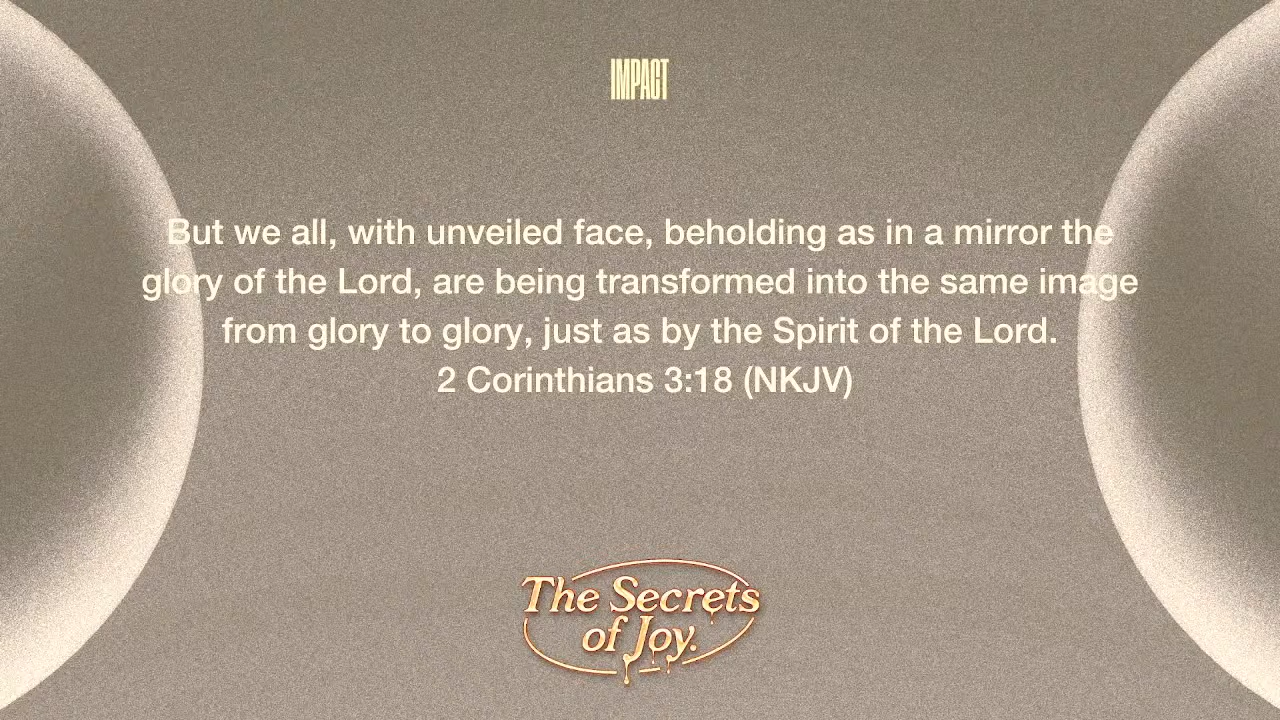 IMPACT
But we all, with unveiled face, beholding as in a mirror the
glory of the Lord, are being transformed into the same image
from glory to glory, just as by the Spirit of the Lord.
2 Corinthians 3:18 (NKJV)
The Secrets
of Joy.